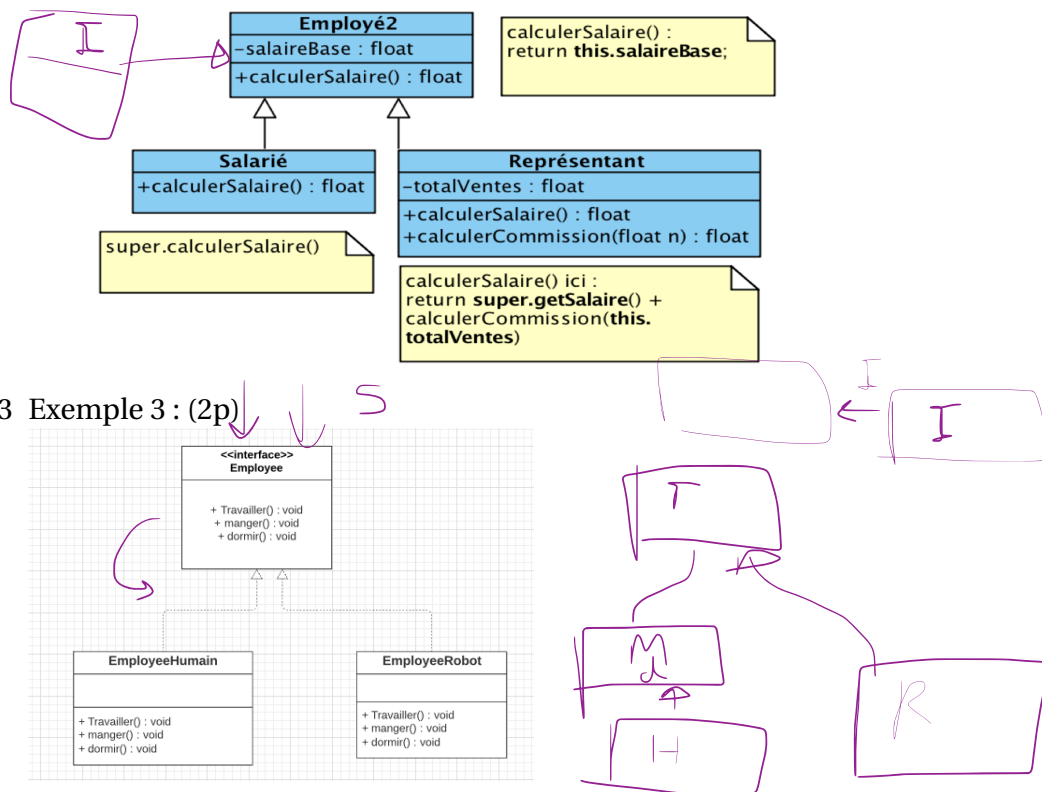 I
Employé2
-salaireBase : float
+calculerSalaire() : float
calculerSalaire() :
return this.salaireBase;
Salarié
+calculerSalaire() : float
Représentant
-totalVentes : float
+calculerSalaire() : float
+calculerCommission(float n) : float
super.calculerSalaire()
calculerSalaire() ici :
return super.getSalaire() +
calculerCommission(this.
totalVentes)
I
I
3 Exemple 3 : (2p)
S
<<interface>>
Employee
+ Travailler() : void
+ manger() : void
+ dormir() : void
EmployeeHumain
+ Travailler() : void
+ manger() : void
+ dormir() : void
EmployeeRobot
+ Travailler() : void
+ manger() : void
+ dormir() : void
T
M
d
H
R